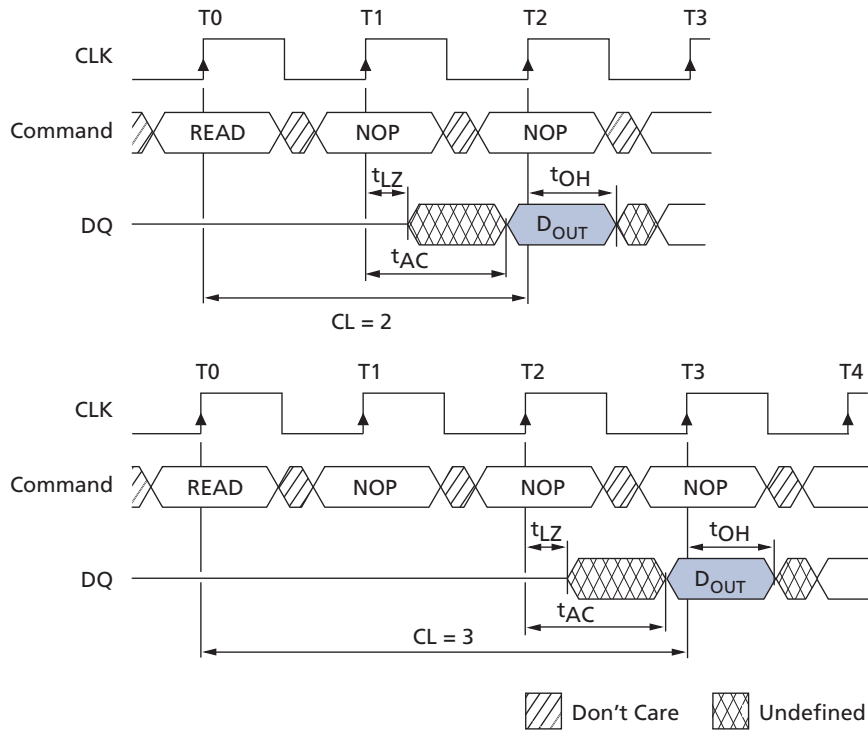 T0 T1 T2 T3
CLK
Command READ NOP NOP
tLZ tOH
DQ DOUT
tAC
CL = 2
T0 T1 T2 T3 T4
CLK
Command READ NOP NOP NOP
tLZ tOH
DQ DOUT
tAC
CL = 3
Don't Care Undefined